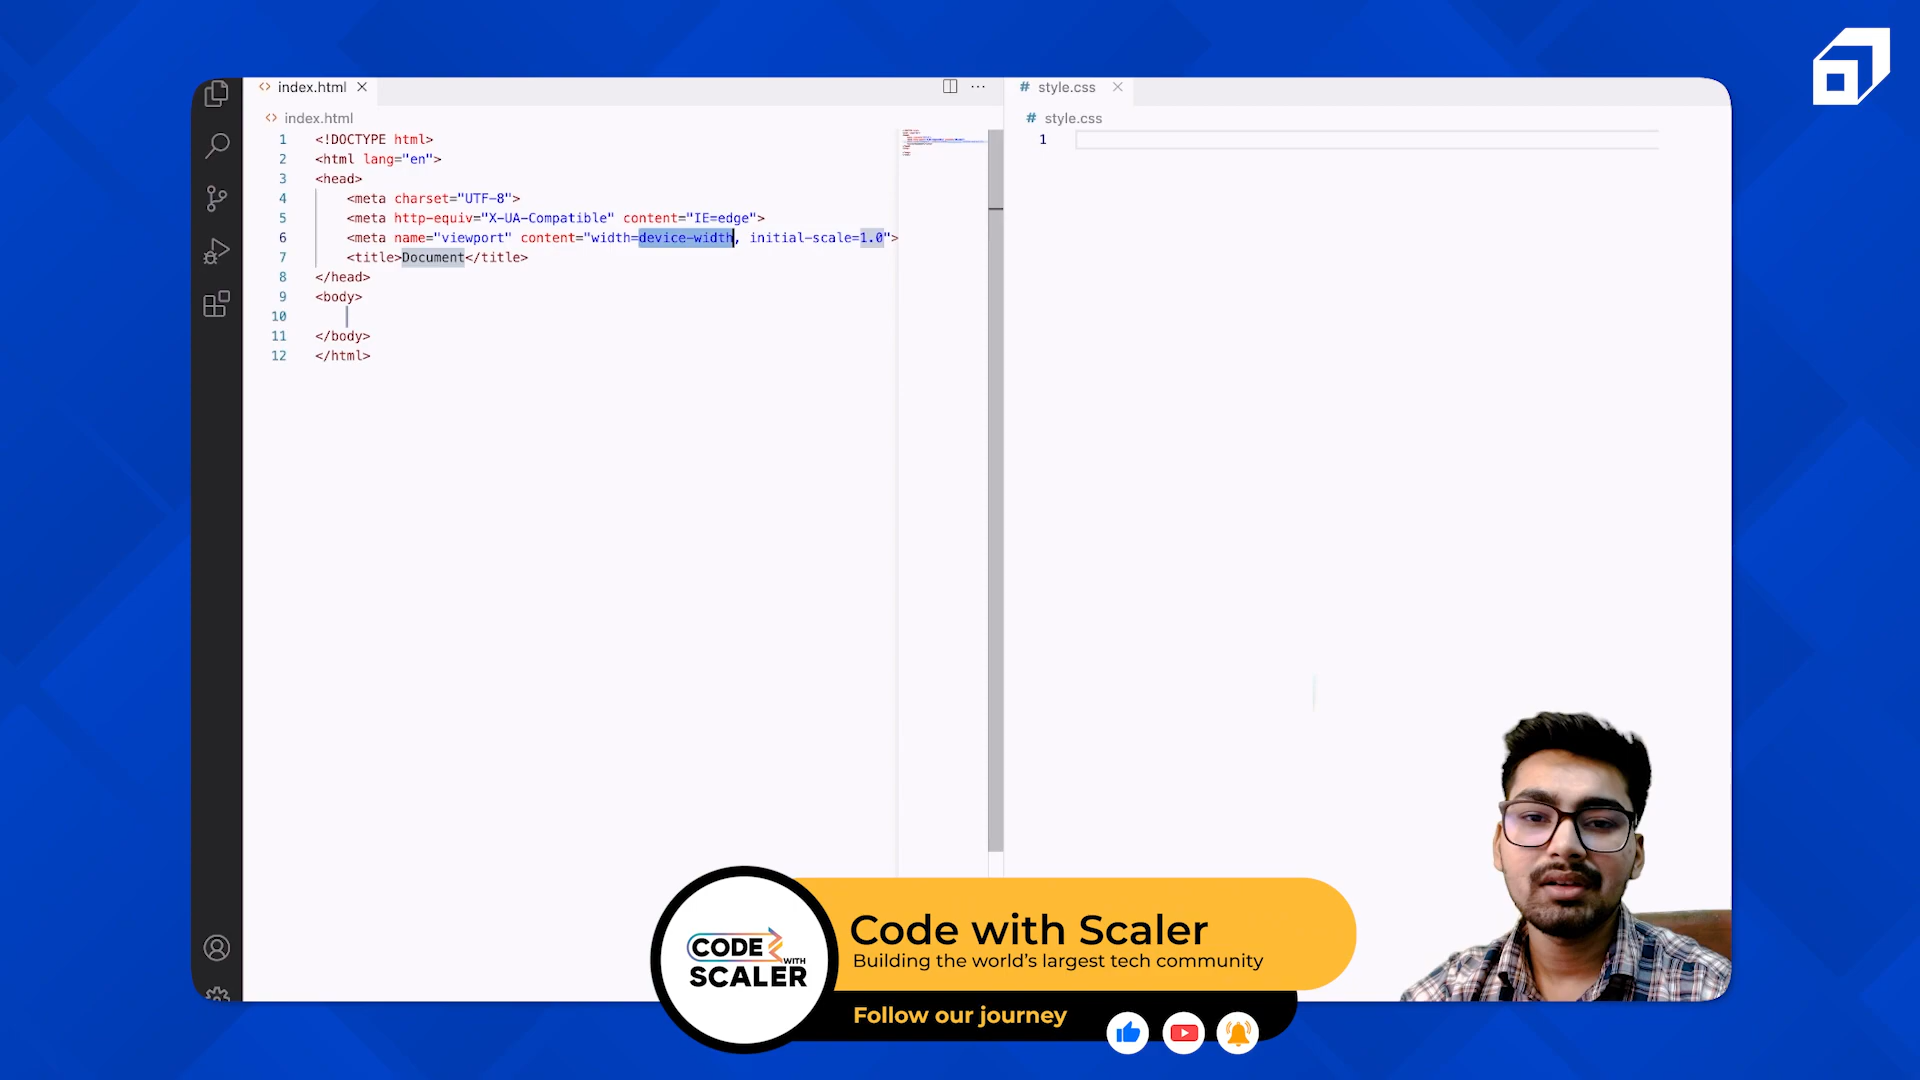 index.html
style.css
index.html
style.css
1 <!DOCTYPE html>
2 <html lang="en">
3 <head>
4 <meta charset="UTF-8">
5 <meta http-equiv="X-UA-Compatible" content="IE=edge">
6 <meta name="viewport" content="width=device-width, initial-scale=1.0">
7 <title>Document</title>
8 </head>
9 <body>
10
11 </body>
12 </html>
1
CODE WITH
SCALER
Code with Scaler
Building the world's largest tech community
Follow our journey